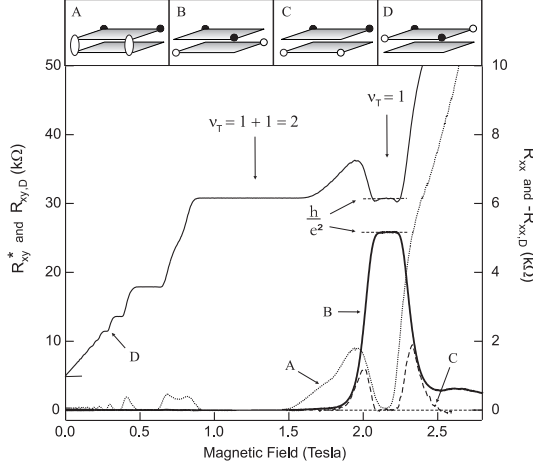 A B C D
50
40
30
20
10
0
R*xy and Rxy,D (kΩ)
10
8
6
4
2
0
Rxx and -Rxx,D (kΩ)
νT = 1 + 1 = 2
νT = 1
h
e²
B
A
C
D
0.0 0.5 1.0 1.5 2.0 2.5
Magnetic Field (Tesla)